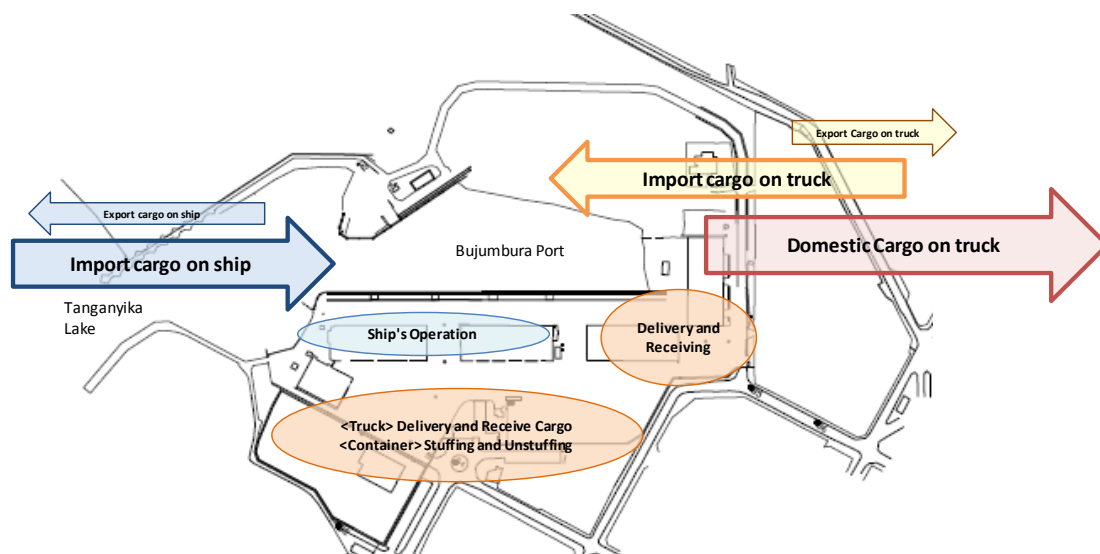 Export Cargo on truck
Import cargo on truck
Export cargo on ship
Domestic Cargo on truck
Import cargo on ship
Bujumbura Port
Tanganyika
Lake
Ship's Operation
Delivery and
Receiving
<Truck> Delivery and Receive Cargo
<Container> Stuffing and Unstuffing